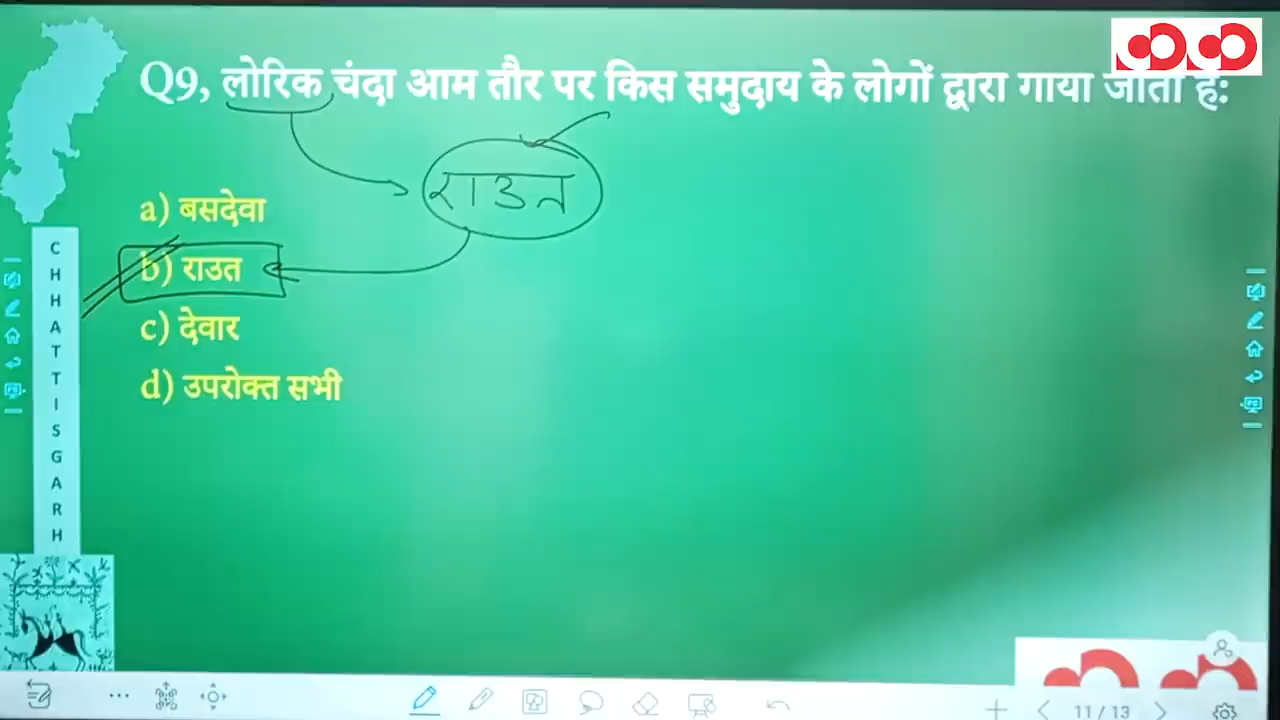 Q9, लोरिक चंदा आम तौर पर किस समुदाय के लोगों द्वारा गाया जाता है:
राउत
a) बसदेवा
b) राउत
c) देवार
d) उपरोक्त सभी
CHHATTISGARH
11 / 13